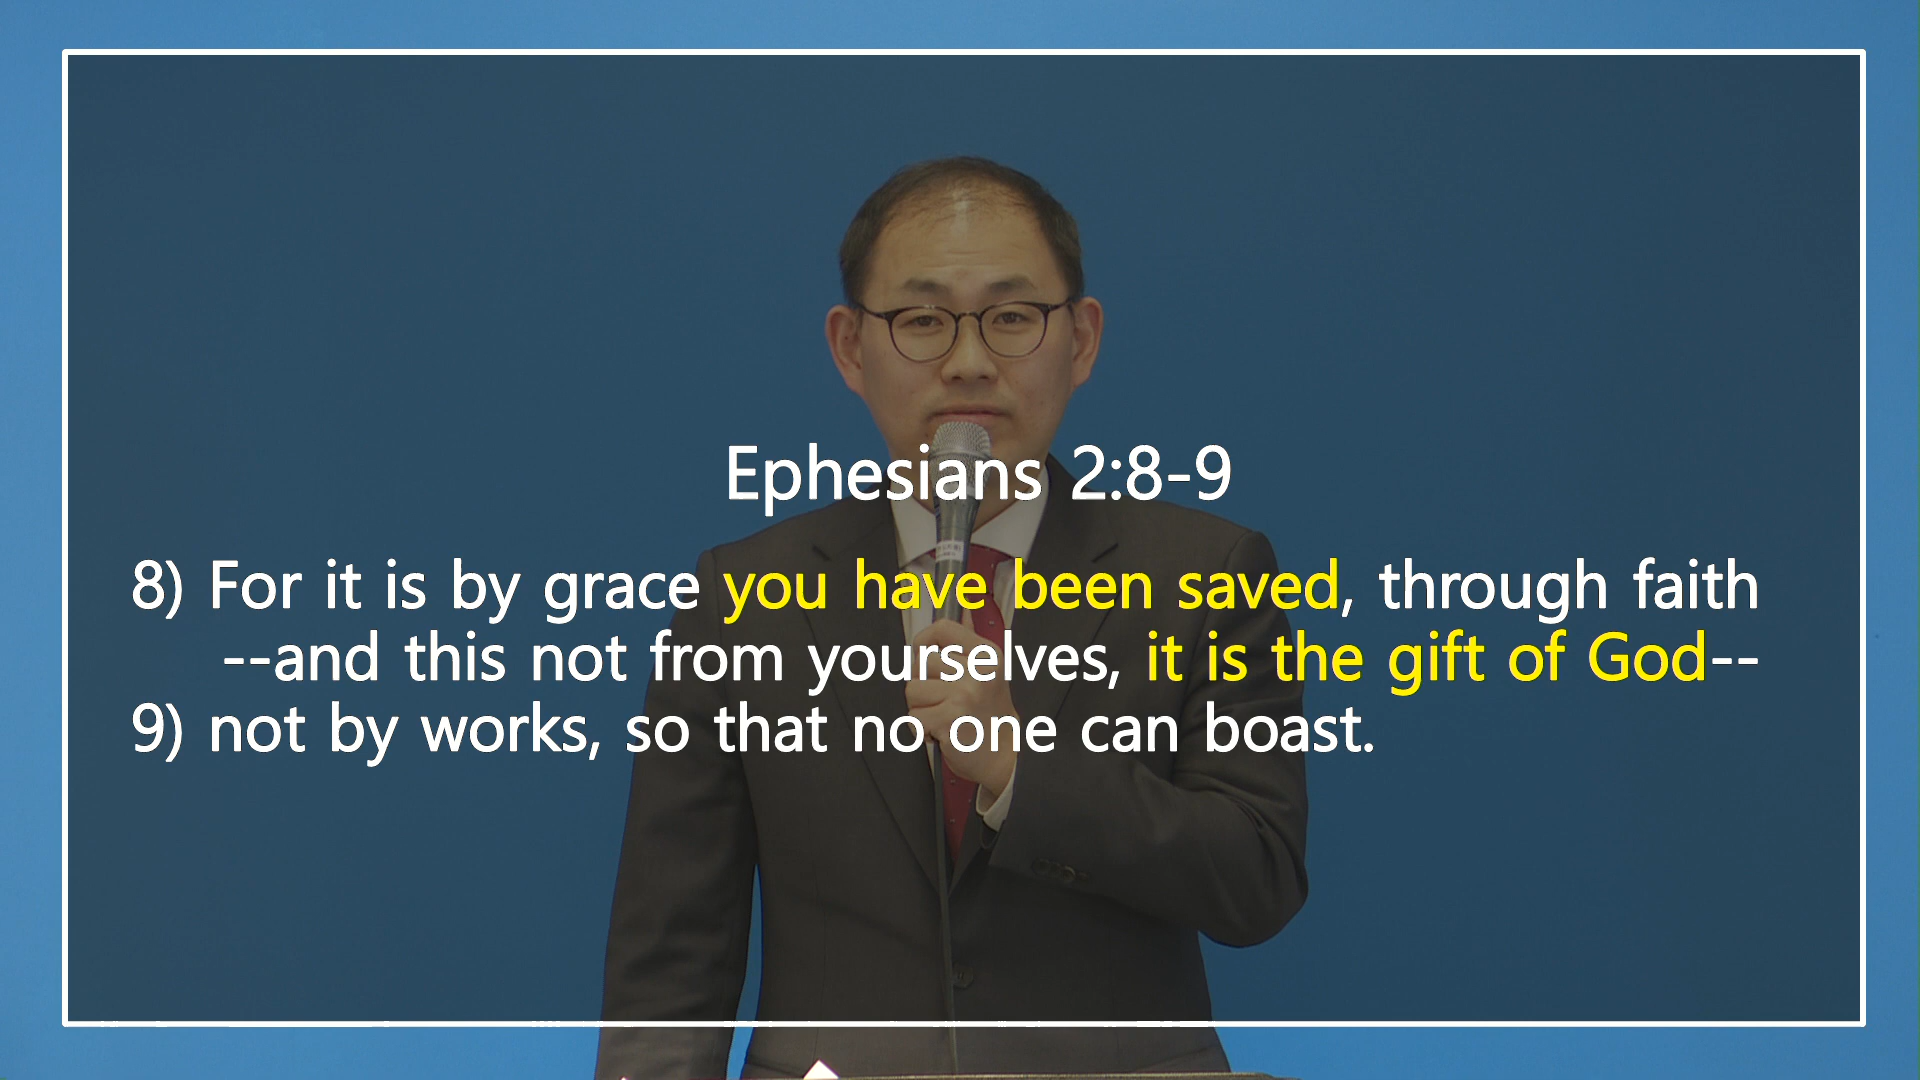 Ephesians 2:8-9
8) For it is by grace you have been saved, through faith
--and this not from yourselves, it is the gift of God--
9) not by works, so that no one can boast.